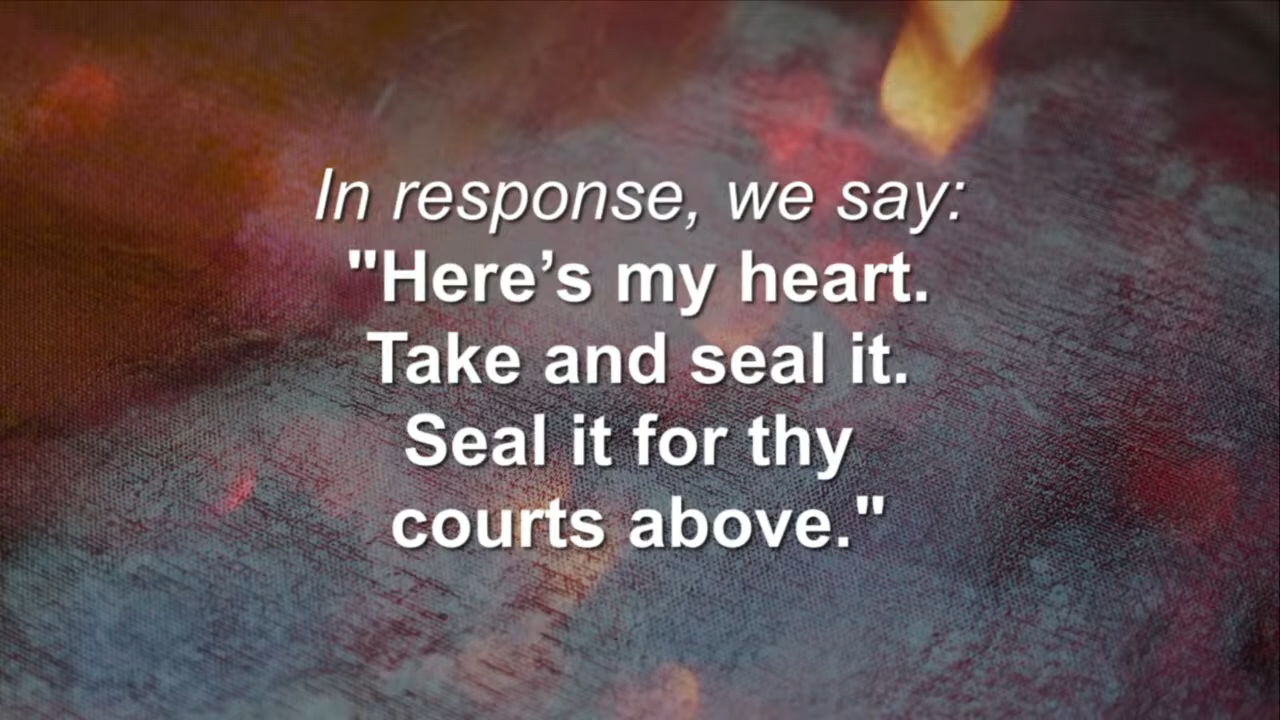 In response, we say:
"Here’s my heart.
Take and seal it.
Seal it for thy
courts above."